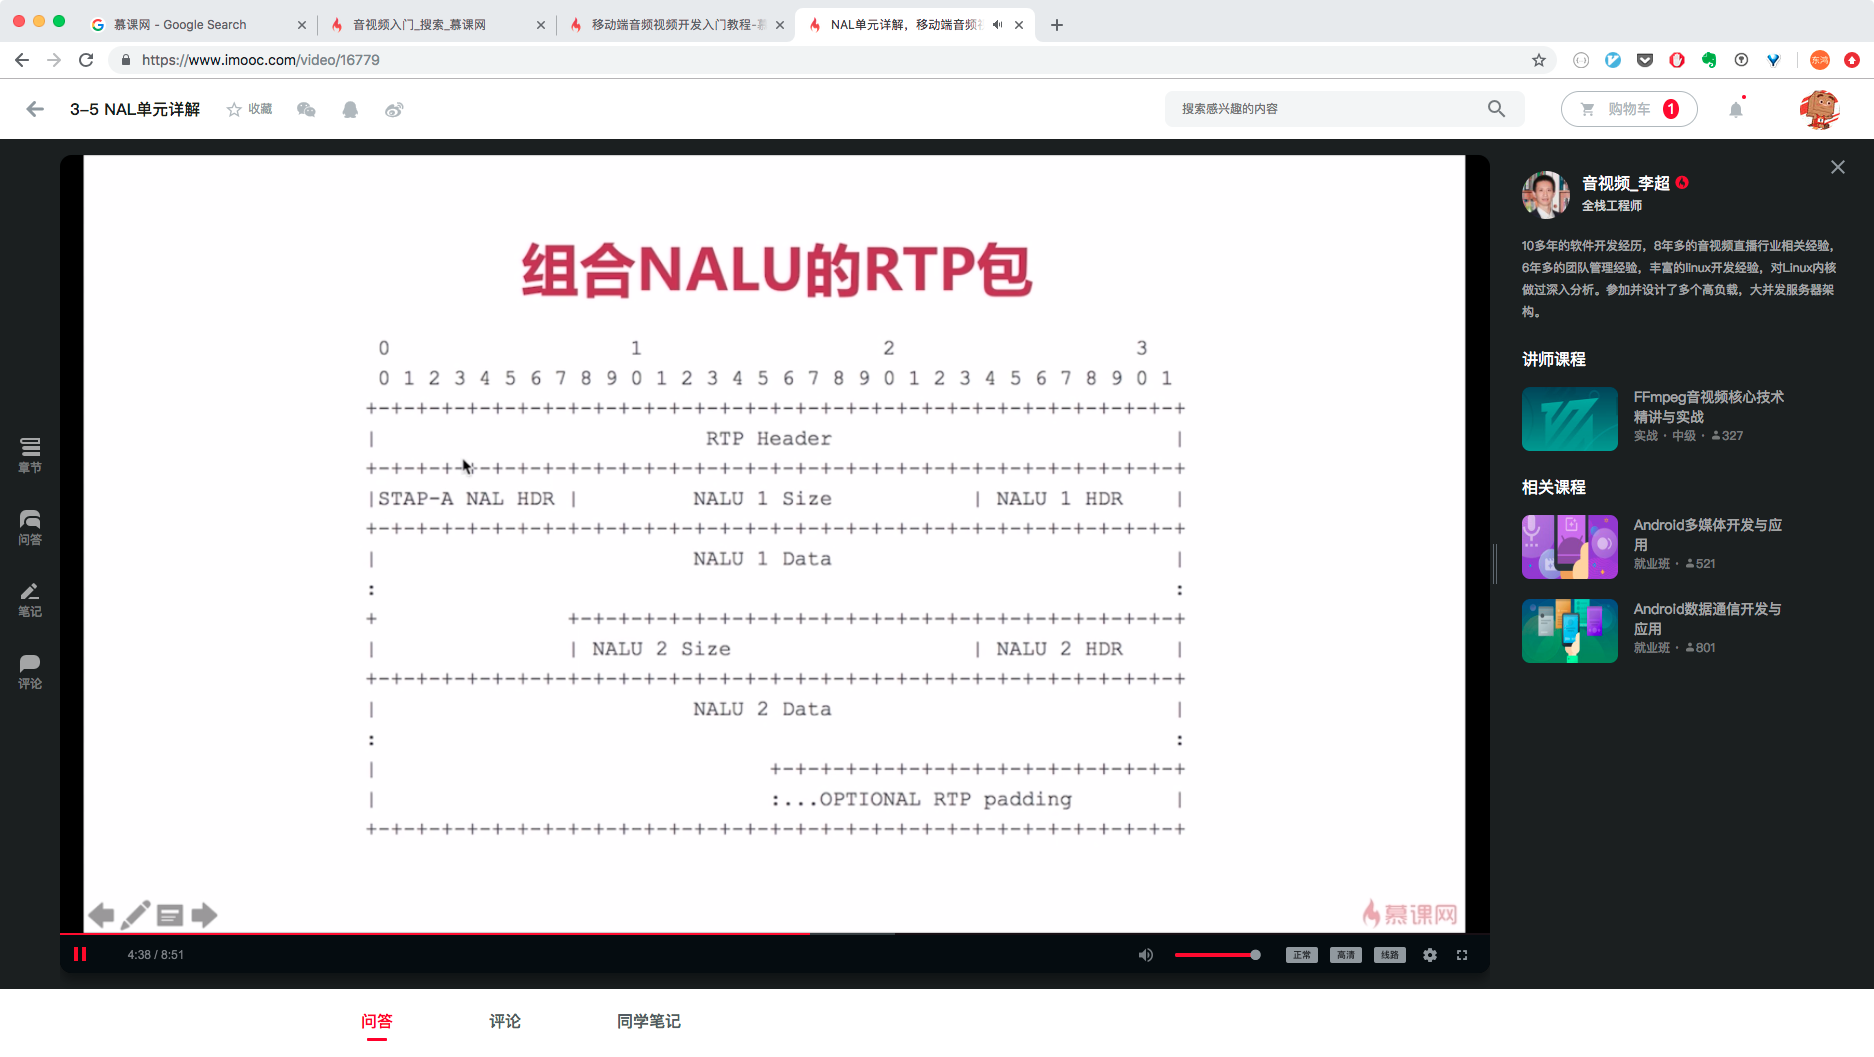 慕课网 - Google Search
音视频入门_搜索_慕课网
移动端音频视频开发入门教程-慕
NAL单元详解，移动端音频视
https://www.imooc.com/video/16779
东鸿
3-5 NAL单元详解
收藏
搜索感兴趣的内容
购物车 1
组合NALU的RTP包
0 1 2 3
0 1 2 3 4 5 6 7 8 9 0 1 2 3 4 5 6 7 8 9 0 1 2 3 4 5 6 7 8 9 0 1
+-+-+-+-+-+-+-+-+-+-+-+-+-+-+-+-+-+-+-+-+-+-+-+-+-+-+-+-+-+-+-+-+
| RTP Header |
+-+-+-+-+-+-+-+-+-+-+-+-+-+-+-+-+-+-+-+-+-+-+-+-+-+-+-+-+-+-+-+-+
|STAP-A NAL HDR | NALU 1 Size | NALU 1 HDR |
+-+-+-+-+-+-+-+-+-+-+-+-+-+-+-+-+-+-+-+-+-+-+-+-+-+-+-+-+-+-+-+-+
| NALU 1 Data |
: :
+ +-+-+-+-+-+-+-+-+-+-+-+-+-+-+-+-+-+-+-+-+-+-+-+-+
| | NALU 2 Size | NALU 2 HDR |
+-+-+-+-+-+-+-+-+-+-+-+-+-+-+-+-+-+-+-+-+-+-+-+-+-+-+-+-+-+-+-+-+
| NALU 2 Data |
: :
| +-+-+-+-+-+-+-+-+-+-+-+-+-+-+-+-+
| :...OPTIONAL RTP padding |
+-+-+-+-+-+-+-+-+-+-+-+-+-+-+-+-+-+-+-+-+-+-+-+-+-+-+-+-+-+-+-+-+
慕课网
4:38 / 8:51
正常
高清
线路
章节
问答
笔记
评论
音视频_李超
全栈工程师
10多年的软件开发经历，8年多的音视频直播行业相关经验，
6年多的团队管理经验，丰富的linux开发经验，对Linux内核
做过深入分析。参加并设计了多个高负载，大并发服务器架
构。
讲师课程
FFmpeg音视频核心技术
精讲与实战
实战 · 中级 · 327
相关课程
Android多媒体开发与应
用
就业班 · 521
Android数据通信开发与
应用
就业班 · 801
问答
评论
同学笔记